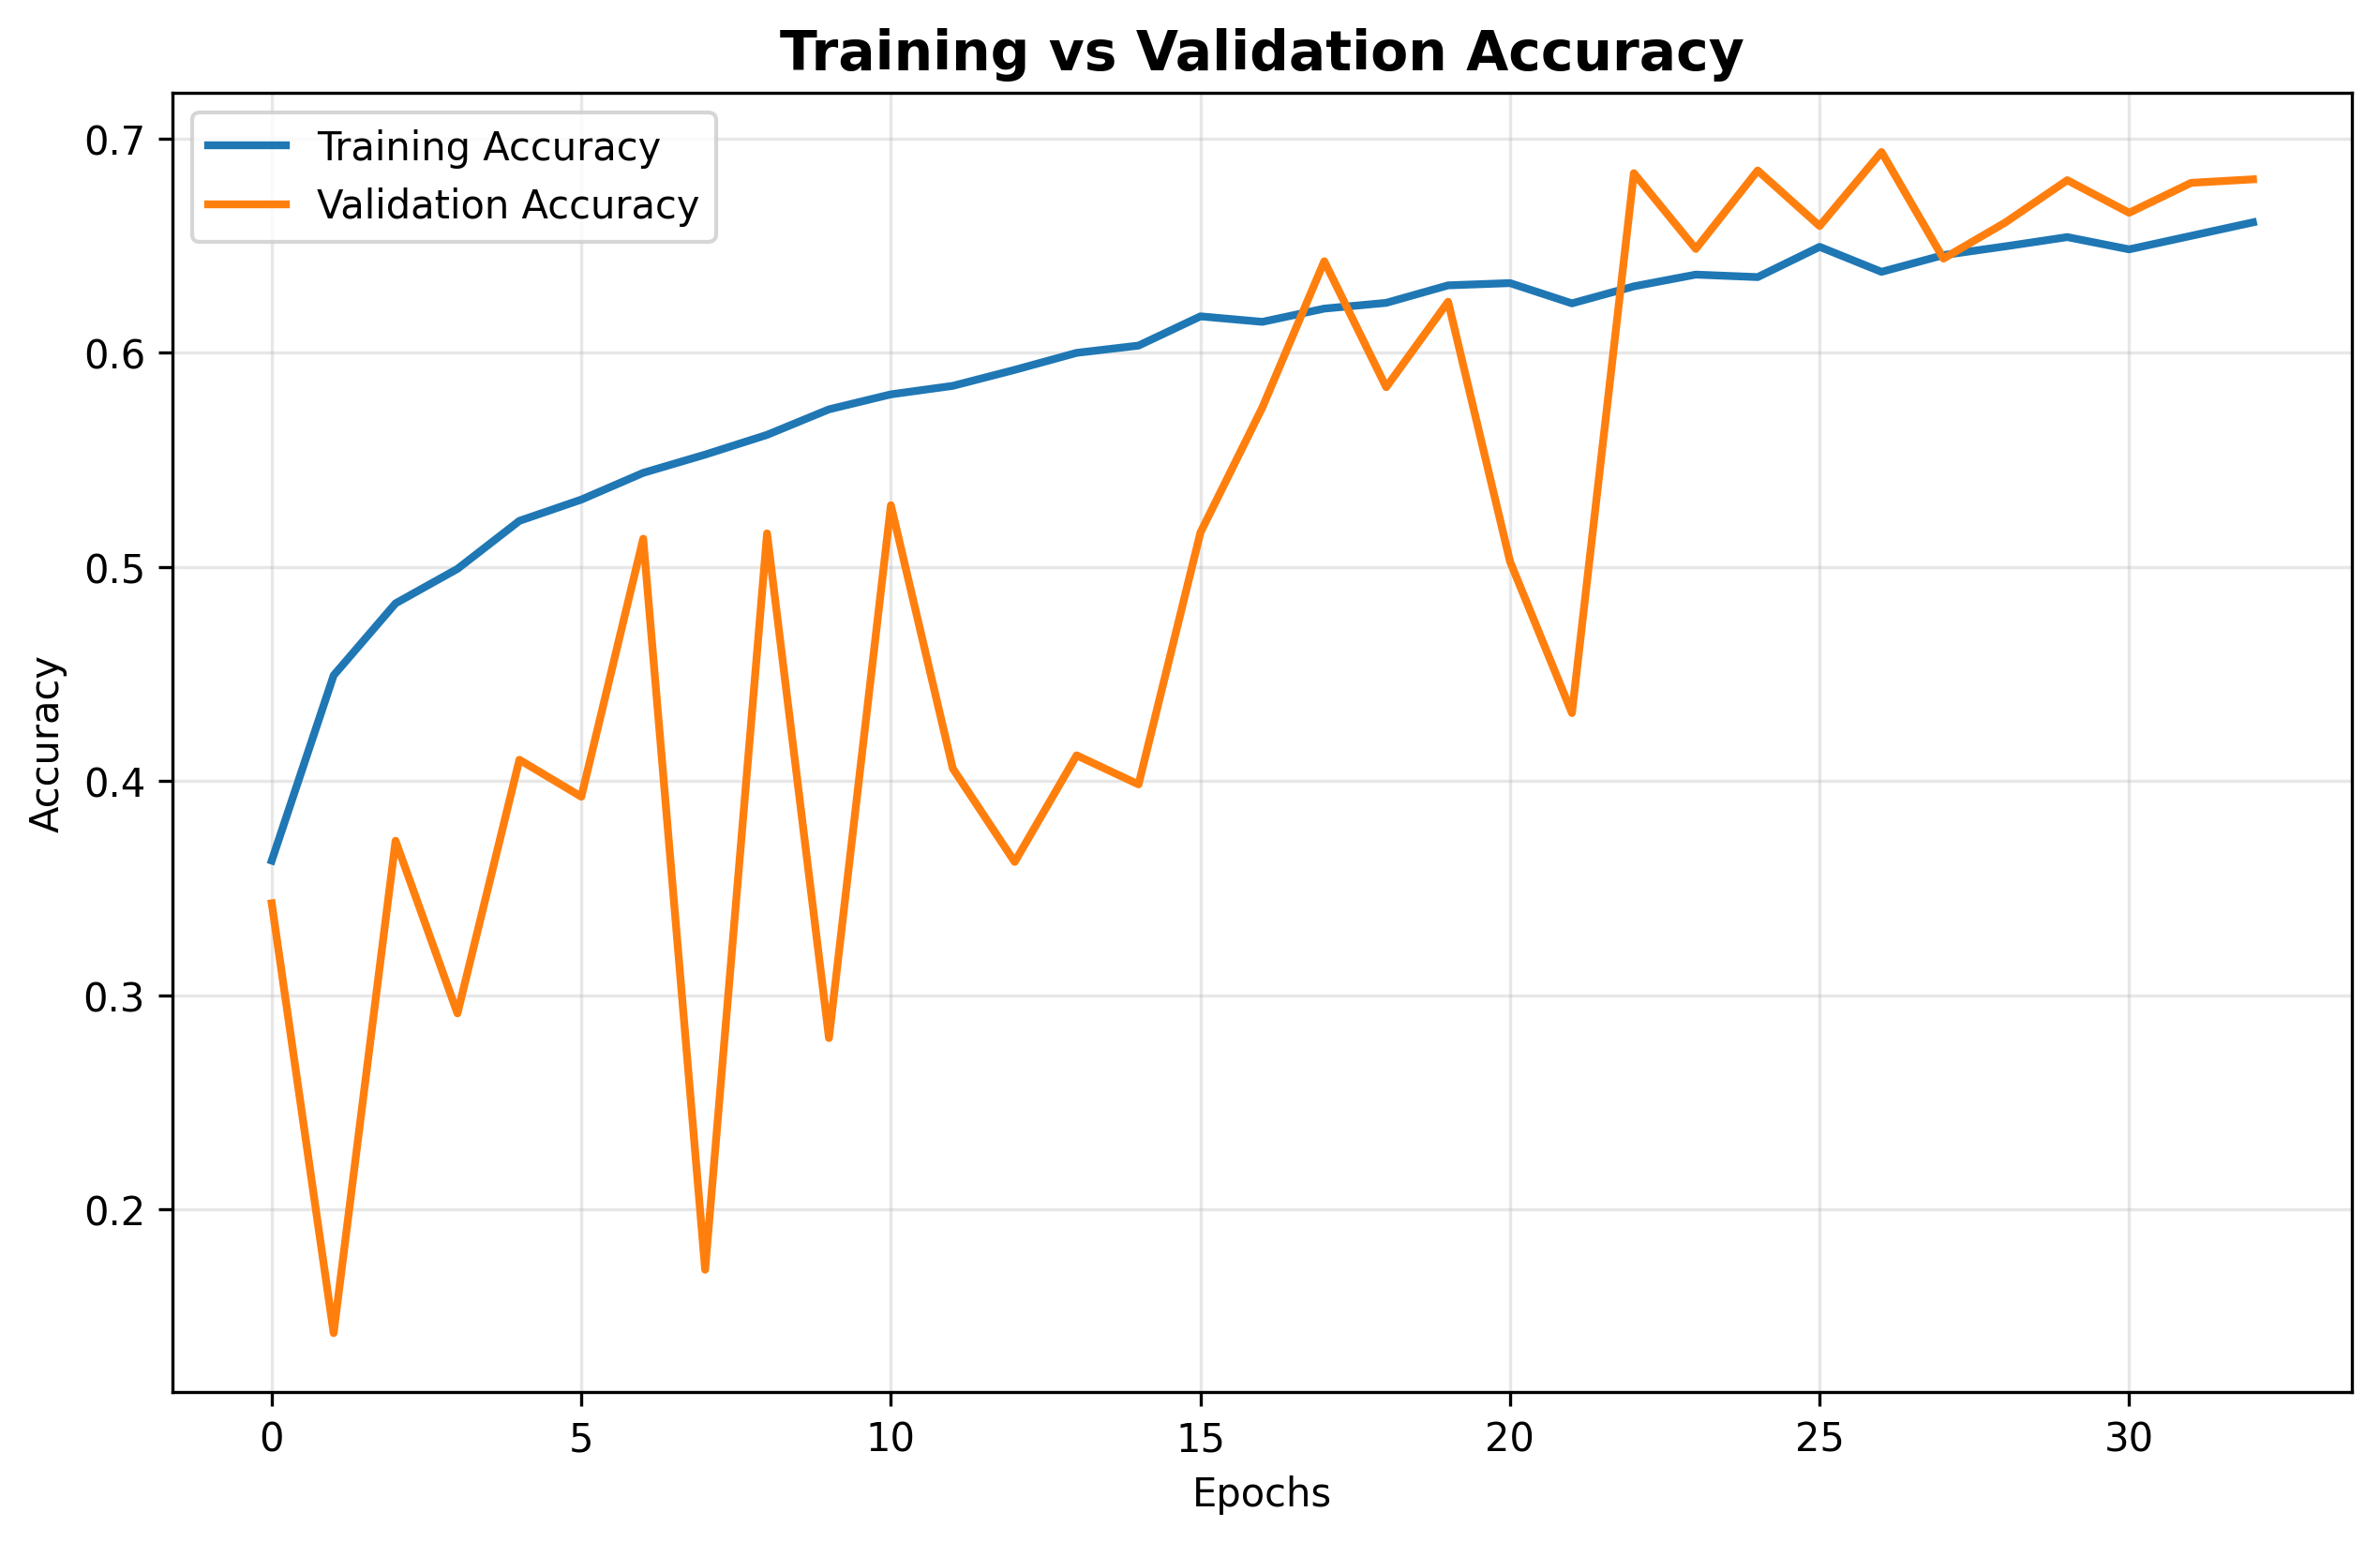 Training vs Validation Accuracy
Training Accuracy
Validation Accuracy
0.7
0.6
0.5
0.4
0.3
0.2
Accuracy
0 5 10 15 20 25 30
Epochs